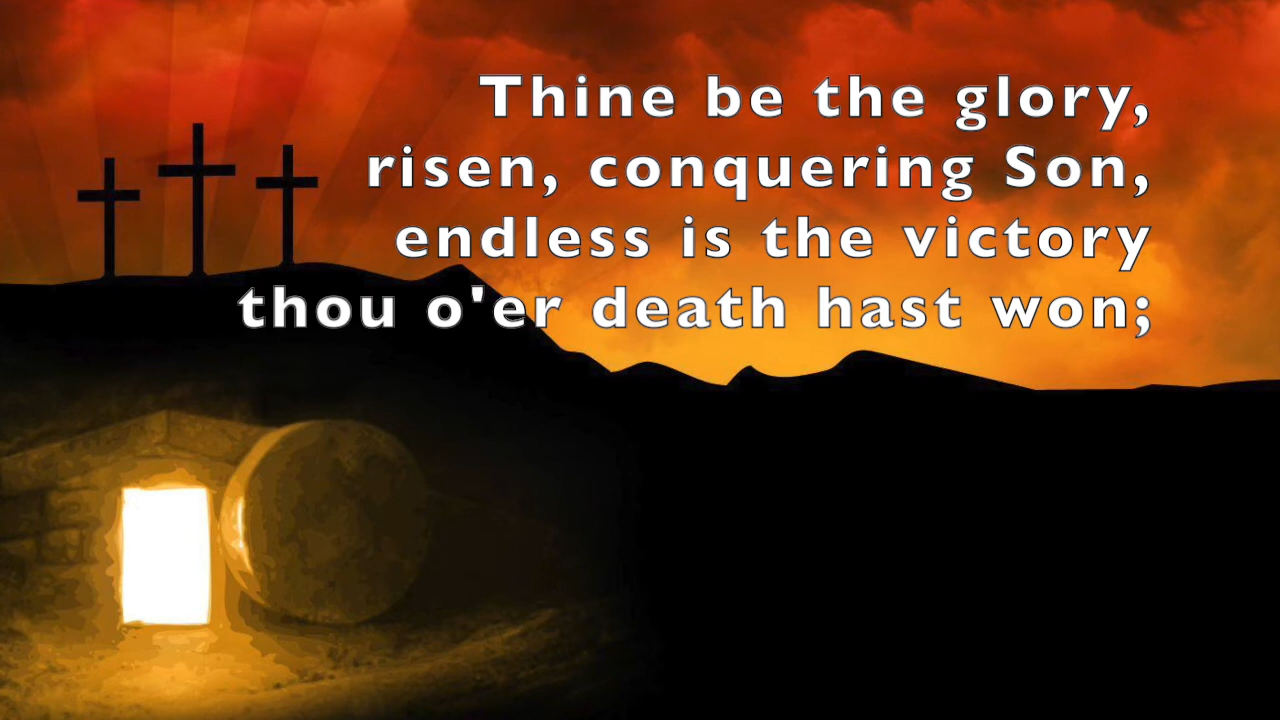 Thine be the glory,
risen, conquering Son,
endless is the victory
thou o'er death hast won;